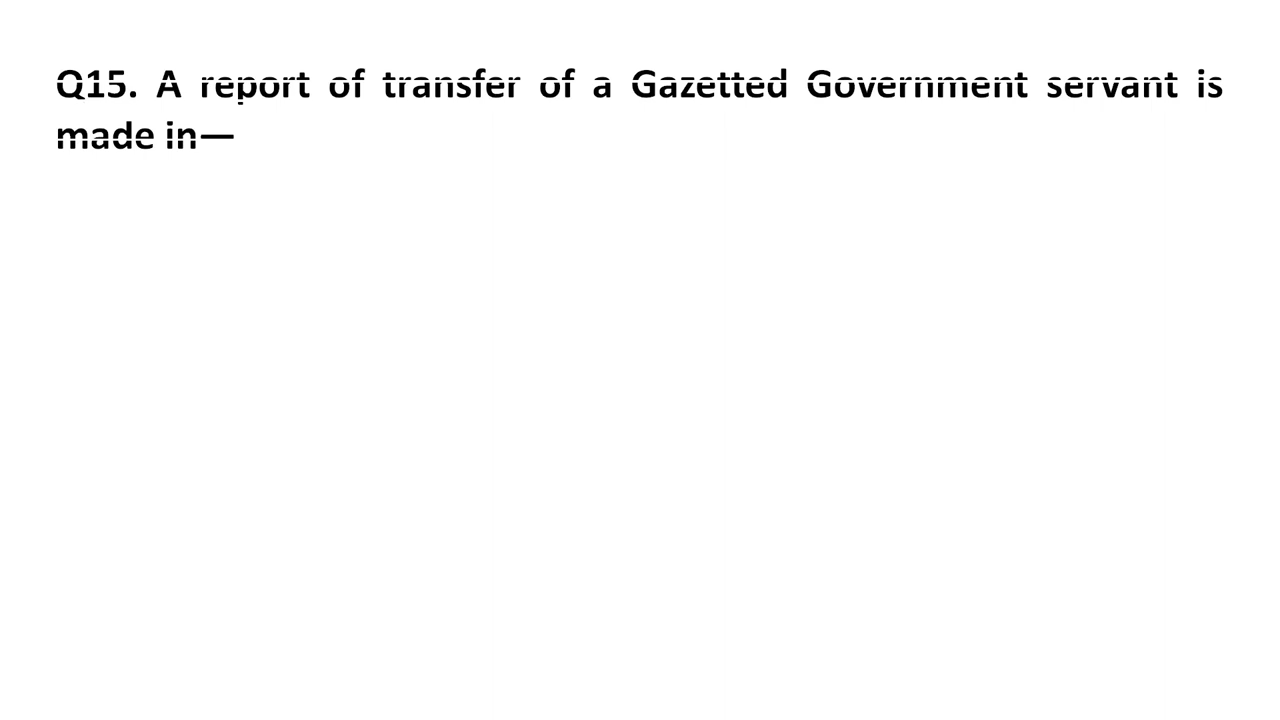 Q15. A report of transfer of a Gazetted Government servant is
made in—